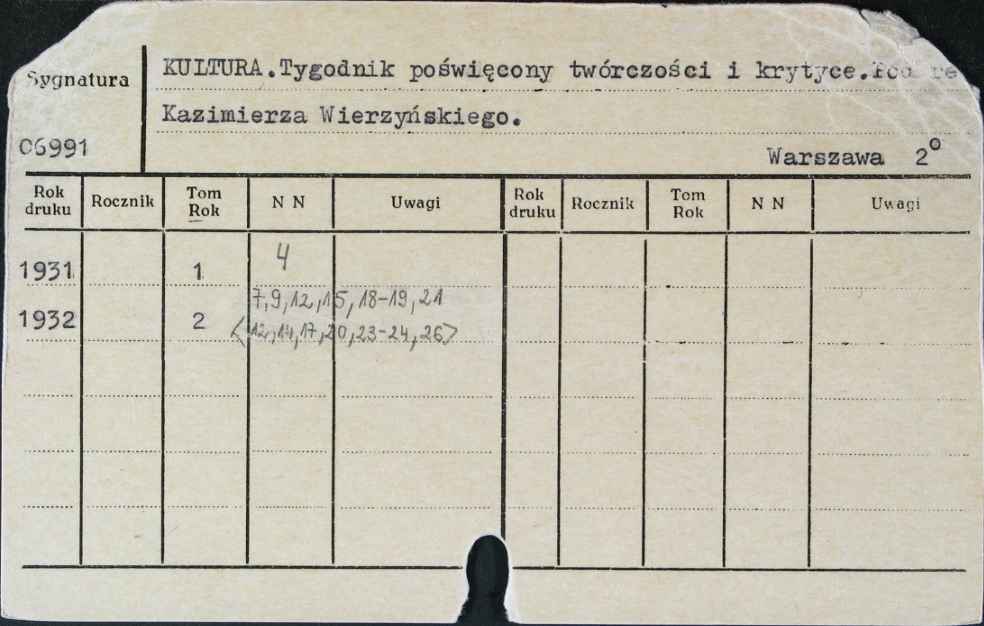 Sygnatura
KULTURA.Tygodnik poświęcony twórczości i krytyce.Pod re
Kazimierza Wierzyńskiego.
06991
Warszawa 2°
Rok druku Rocznik Tom Rok N N Uwagi Rok druku Rocznik Tom Rok N N Uwagi
1931 1 4
7,9,12,15,18-19,21
1932 2
<12,14,17,20,23-24,26>